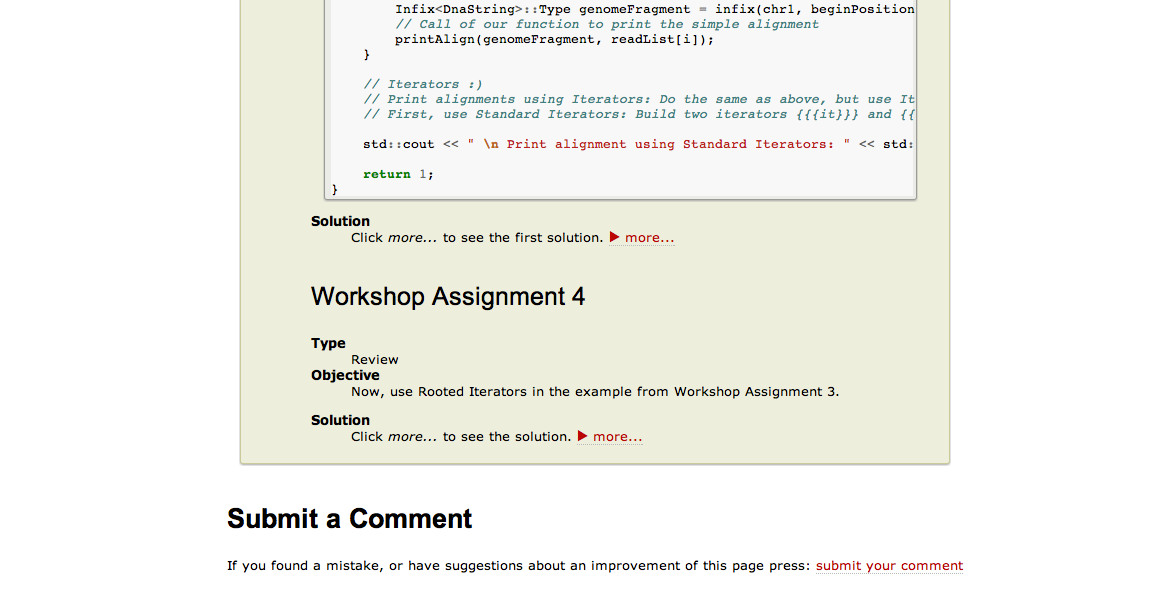 Infix<DnaString>::Type genomeFragment = infix(chr1, beginPosition
// Call of our function to print the simple alignment
printAlign(genomeFragment, readList[i]);
}
// Iterators :)
// Print alignments using Iterators: Do the same as above, but use It
// First, use Standard Iterators: Build two iterators {{{it}}} and {{
std::cout << " \n Print alignment using Standard Iterators: " << std:
return 1;
}
Solution
Click more... to see the first solution. ▶ more...
Workshop Assignment 4
Type
Review
Objective
Now, use Rooted Iterators in the example from Workshop Assignment 3.
Solution
Click more... to see the solution. ▶ more...
Submit a Comment
If you found a mistake, or have suggestions about an improvement of this page press: submit your comment